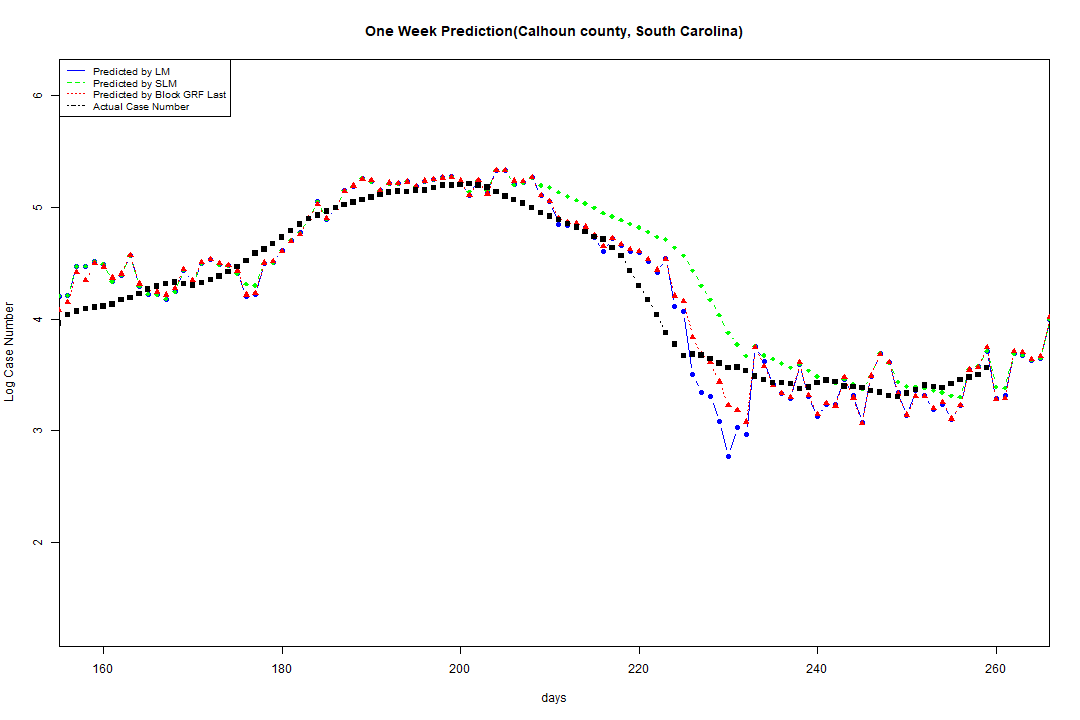 One Week Prediction(Calhoun county, South Carolina)
Predicted by LM
Predicted by SLM
Predicted by Block GRF Last
Actual Case Number
6
5
4
3
2
Log Case Number
160
180
200
220
240
260
days